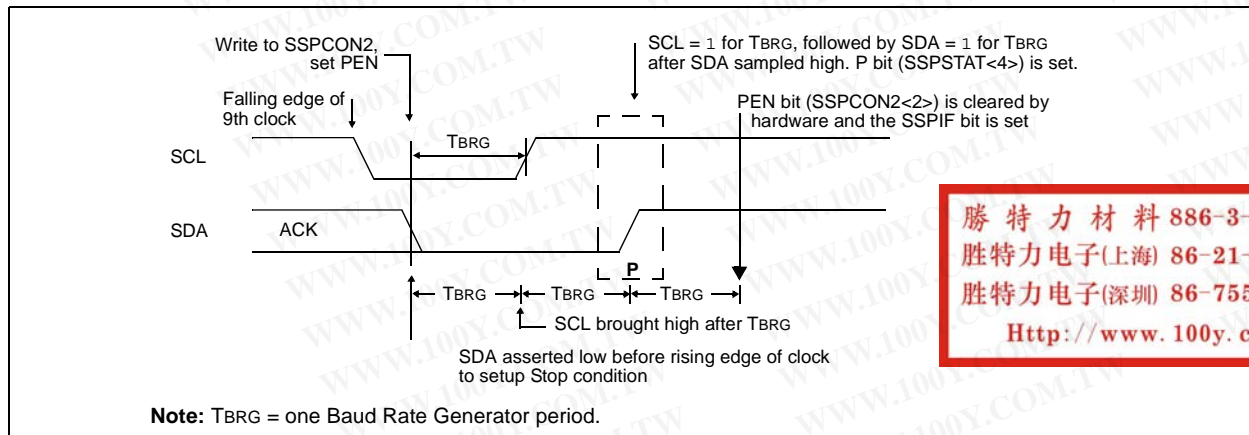 Write to SSPCON2,
set PEN
SCL = 1 for TBRG, followed by SDA = 1 for TBRG
after SDA sampled high. P bit (SSPSTAT<4>) is set.
Falling edge of
9th clock
PEN bit (SSPCON2<2>) is cleared by
hardware and the SSPIF bit is set
TBRG
SCL
SDA
ACK
P
TBRG
TBRG
TBRG
SCL brought high after TBRG
SDA asserted low before rising edge of clock
to setup Stop condition
Note: TBRG = one Baud Rate Generator period.
勝 特 力 材 料 886-3-
胜特力电子(上海) 86-21-
胜特力电子(深圳) 86-755
Http://www.100y.c
WWW.100Y.COM.TW